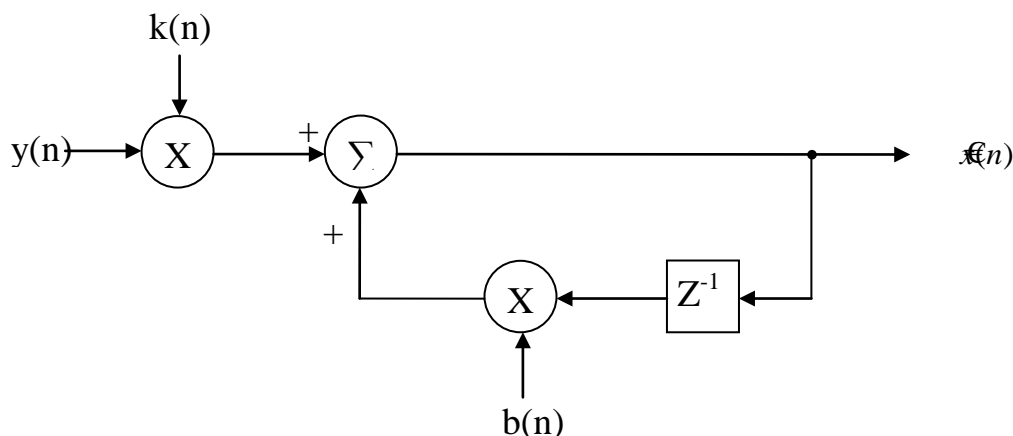 k(n)
y(n)
X
+
∑
+
X
Z⁻¹
b(n)